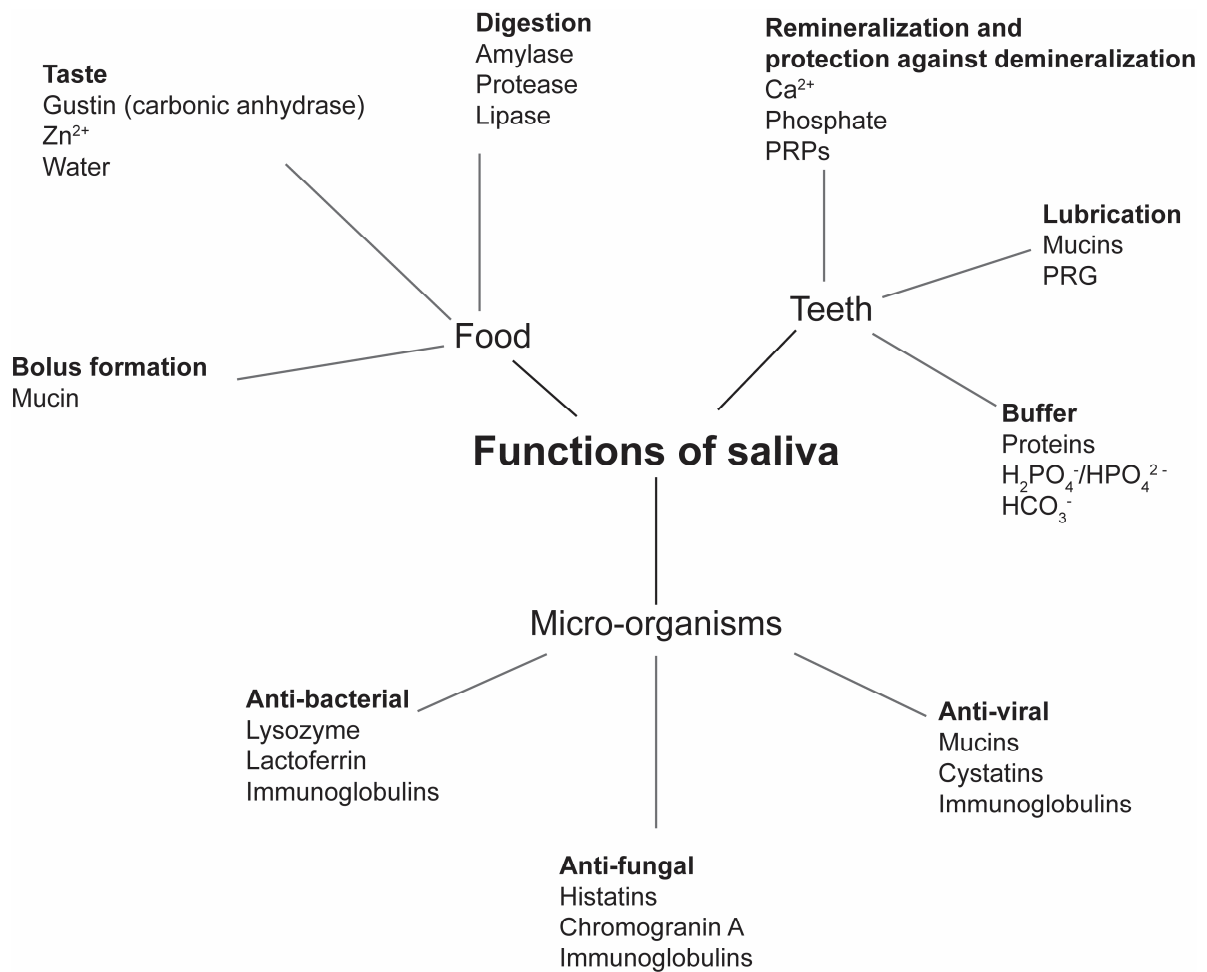 Digestion
Amylase
Protease
Lipase
Remineralization and
protection against demineralization
Ca²⁺
Phosphate
PRPs
Taste
Gustin (carbonic anhydrase)
Zn²⁺
Water
Lubrication
Mucins
PRG
Teeth
Food
Bolus formation
Mucin
Buffer
Proteins
H₂PO₄⁻/HPO₄²⁻
HCO₃⁻
Functions of saliva
Micro-organisms
Anti-bacterial
Lysozyme
Lactoferrin
Immunoglobulins
Anti-viral
Mucins
Cystatins
Immunoglobulins
Anti-fungal
Histatins
Chromogranin A
Immunoglobulins